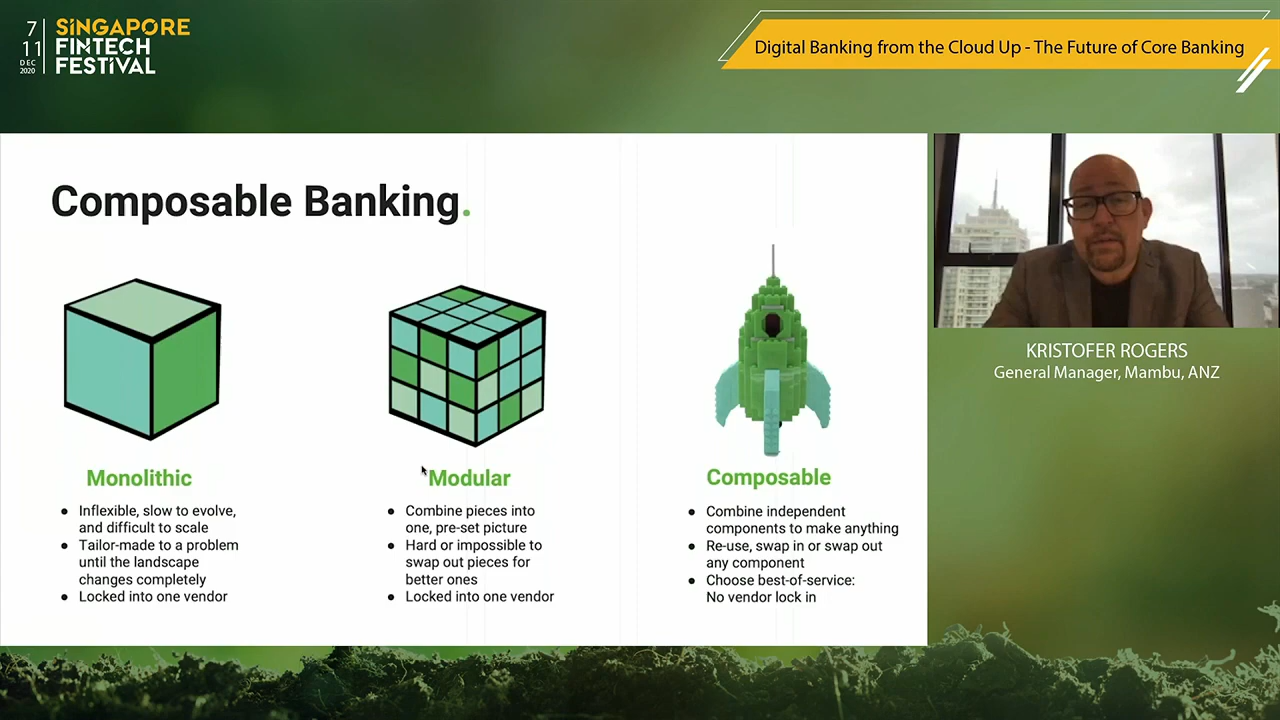 7
11
DEC
2020
SiNGAPORE
FiNTECH
FESTiVAL
Digital Banking from the Cloud Up - The Future of Core Banking
Composable Banking.
KRISTOFER ROGERS
General Manager, Mambu, ANZ
Monolithic
● Inflexible, slow to evolve,
and difficult to scale
● Tailor-made to a problem
until the landscape
changes completely
● Locked into one vendor
Modular
● Combine pieces into
one, pre-set picture
● Hard or impossible to
swap out pieces for
better ones
● Locked into one vendor
Composable
● Combine independent
components to make anything
● Re-use, swap in or swap out
any component
● Choose best-of-service:
No vendor lock in